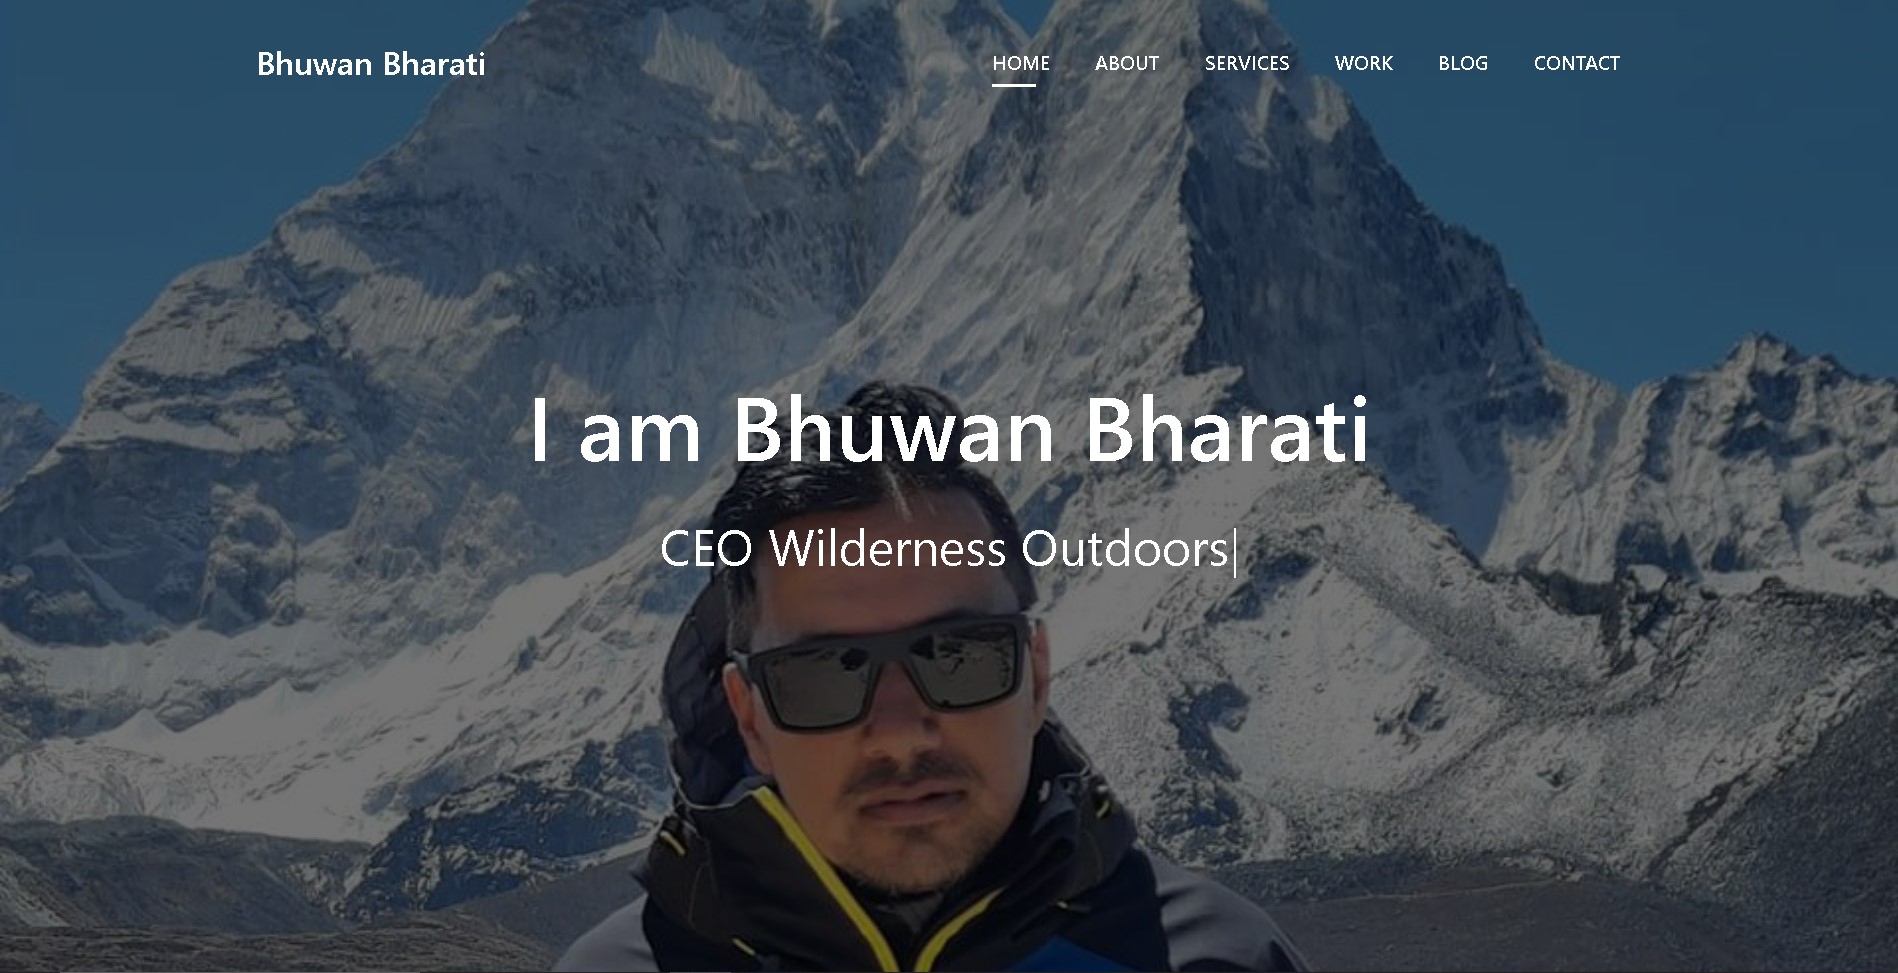 Bhuwan Bharati
HOME ABOUT SERVICES WORK BLOG CONTACT
I am Bhuwan Bharati
CEO Wilderness Outdoors|